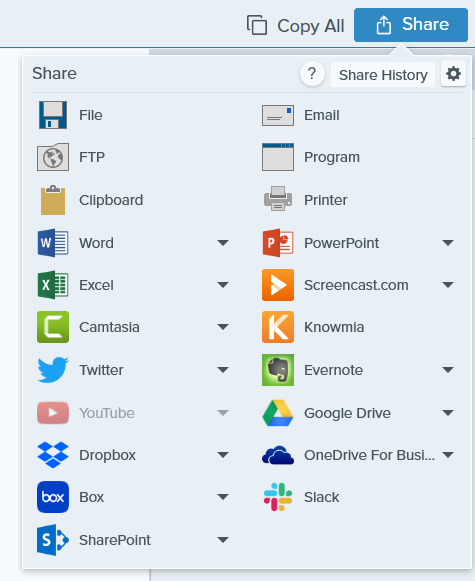 Copy All Share
Share ? Share History
File Email
FTP Program
Clipboard Printer
Word PowerPoint
Excel Screencast.com
Camtasia Knowmia
Twitter Evernote
YouTube Google Drive
Dropbox OneDrive For Busi...
box Box Slack
SharePoint